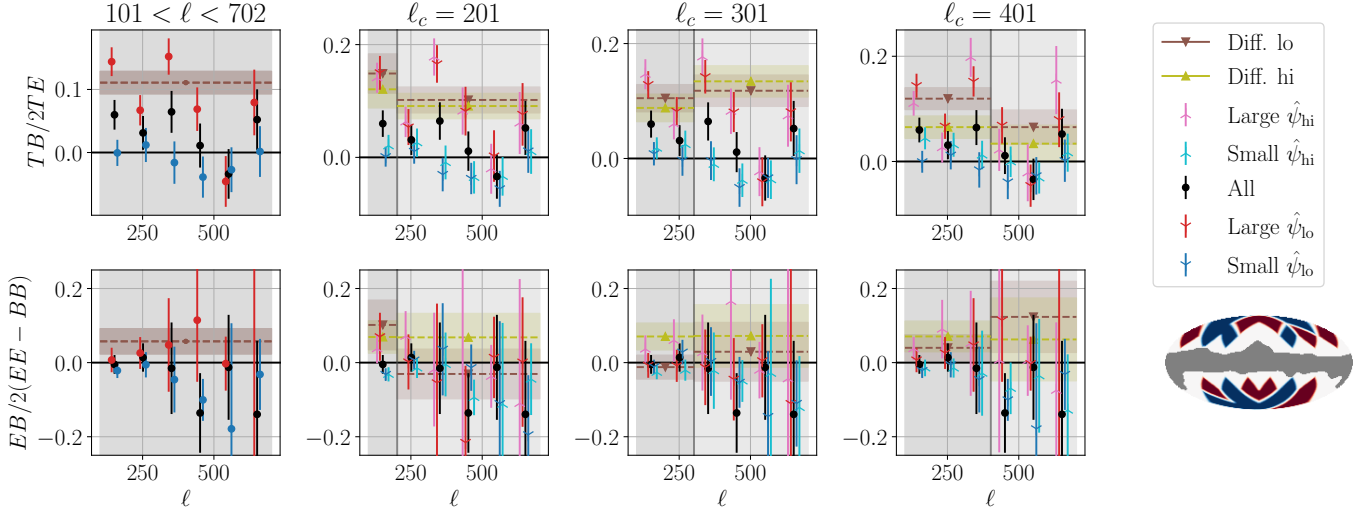 101 < ℓ < 702
ℓ_c = 201
ℓ_c = 301
ℓ_c = 401
TB/2TE
0.1
0.0
250
500
0.2
0.0
250
500
0.2
0.0
250
500
0.2
0.0
250
500
Diff. lo
Diff. hi
Large ψ̂_hi
Small ψ̂_hi
All
Large ψ̂_lo
Small ψ̂_lo
EB/2(EE − BB)
0.2
0.0
−0.2
250
500
ℓ
0.2
0.0
−0.2
250
500
ℓ
0.2
0.0
−0.2
250
500
ℓ
0.2
0.0
−0.2
250
500
ℓ